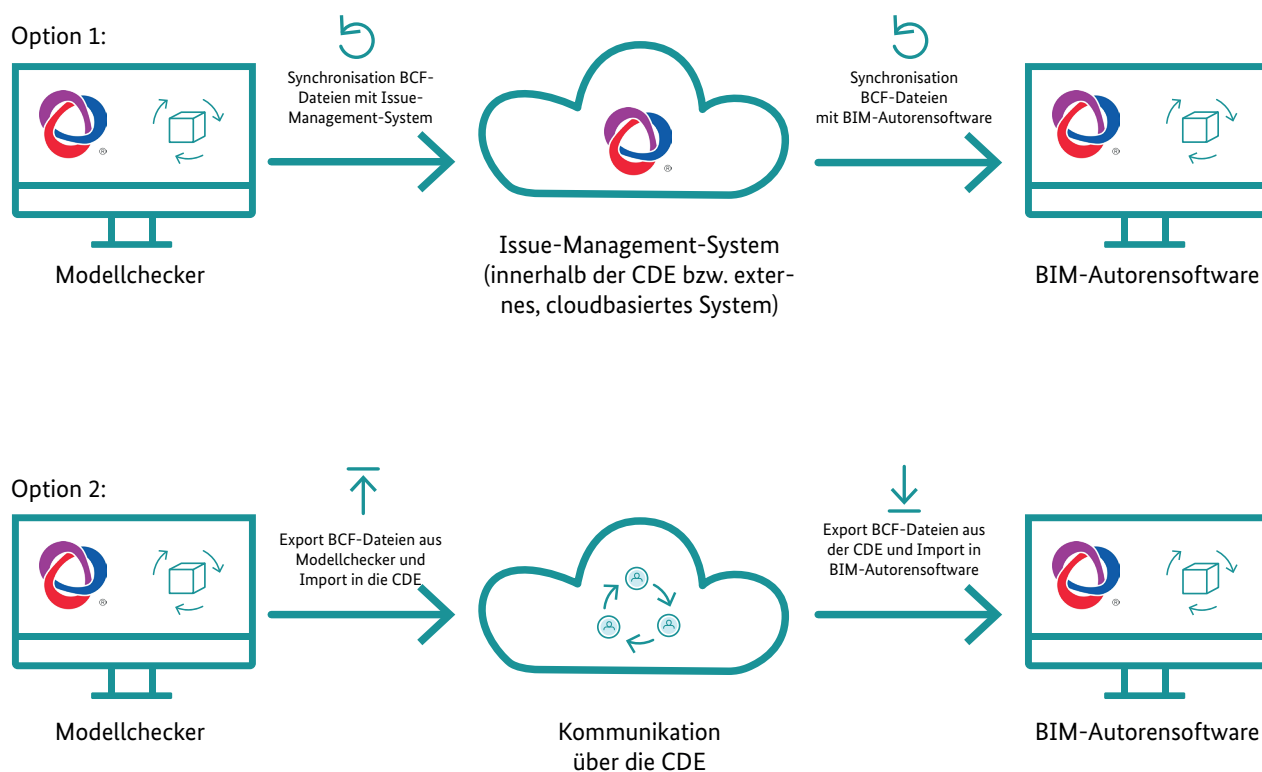 Option 1:
Synchronisation BCF-
Dateien mit Issue-
Management-System
Synchronisation
BCF-Dateien
mit BIM-Autorensoftware
®
®
®
Modellchecker
Issue-Management-System
(innerhalb der CDE bzw. exter-
nes, cloudbasiertes System)
BIM-Autorensoftware
Option 2:
Export BCF-Dateien aus
Modellchecker und
Import in die CDE
Export BCF-Dateien aus
der CDE und Import in
BIM-Autorensoftware
®
®
Modellchecker
Kommunikation
über die CDE
BIM-Autorensoftware